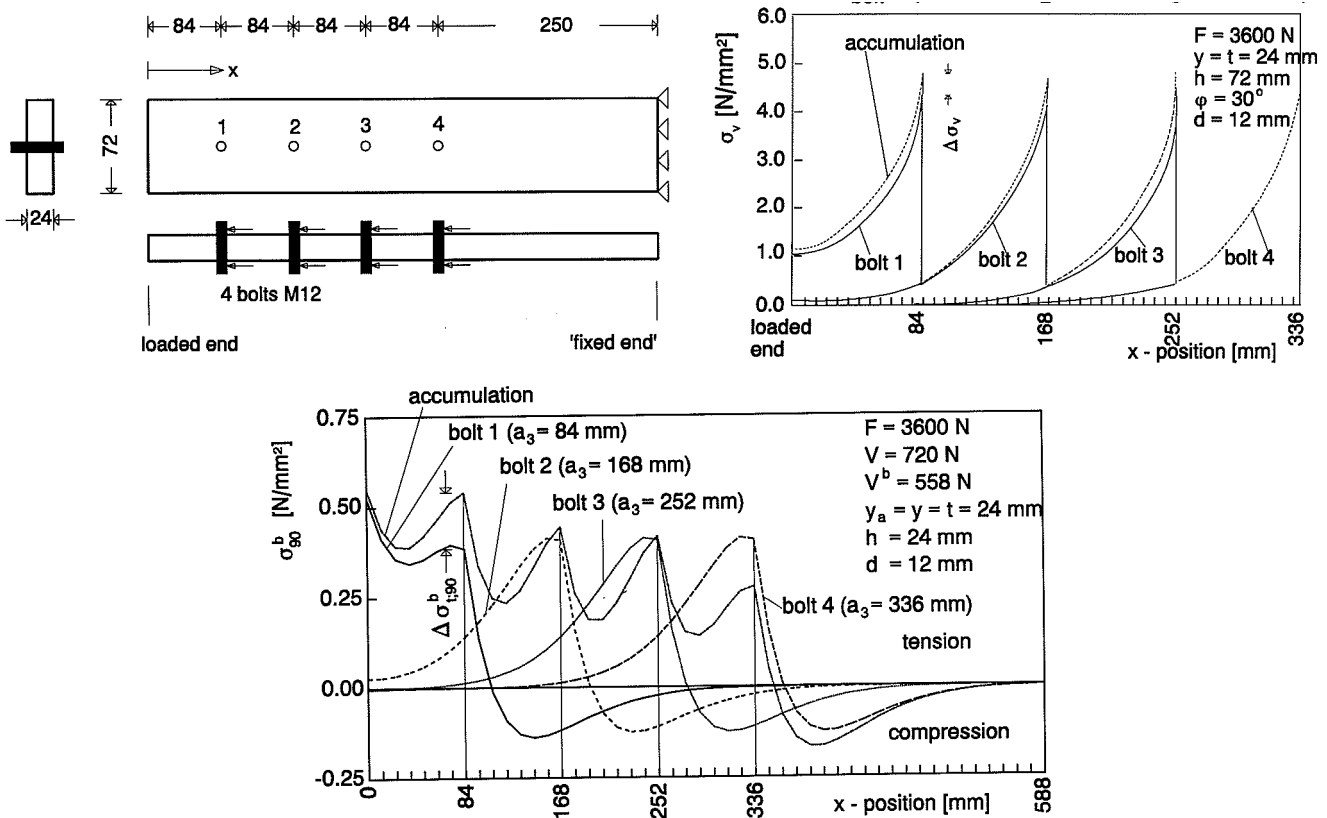 84 84 84 84 250
x
1 2 3 4
72
24
4 bolts M12
loaded end
'fixed end'
σv [N/mm²]
6.0
5.0
4.0
3.0
2.0
1.0
0.0
accumulation
Δσv
F = 3600 N
y = t = 24 mm
h = 72 mm
φ = 30°
d = 12 mm
bolt 1
bolt 2
bolt 3
bolt 4
loaded
end
84
168
252
336
x - position [mm]
σ90^b [N/mm²]
0.75
0.50
0.25
0.00
-0.25
accumulation
bolt 1 (a3 = 84 mm)
bolt 2 (a3 = 168 mm)
bolt 3 (a3 = 252 mm)
Δσ^b t;90
F = 3600 N
V = 720 N
V^b = 558 N
ya = y = t = 24 mm
h = 24 mm
d = 12 mm
bolt 4 (a3 = 336 mm)
tension
compression
0
84
168
252
336
588
x - position [mm]